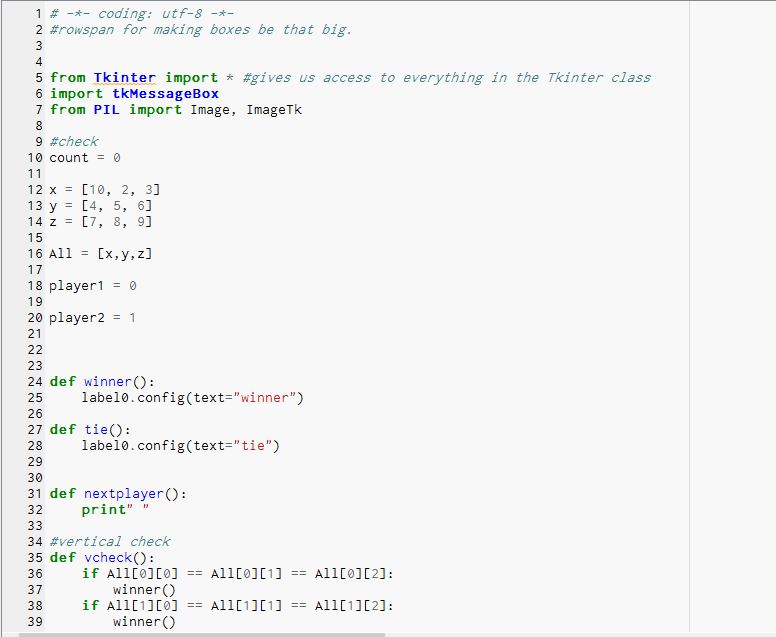 1 # -*- coding: utf-8 -*-
2 #rowspan for making boxes be that big.
3
4
5 from Tkinter import * #gives us access to everything in the Tkinter class
6 import tkMessageBox
7 from PIL import Image, ImageTk
8
9 #check
10 count = 0
11
12 x = [10, 2, 3]
13 y = [4, 5, 6]
14 z = [7, 8, 9]
15
16 All = [x,y,z]
17
18 player1 = 0
19
20 player2 = 1
21
22
23
24 def winner():
25     label0.config(text="winner")
26
27 def tie():
28     label0.config(text="tie")
29
30
31 def nextplayer():
32     print" "
33
34 #vertical check
35 def vcheck():
36     if All[0][0] == All[0][1] == All[0][2]:
37         winner()
38     if All[1][0] == All[1][1] == All[1][2]:
39         winner()